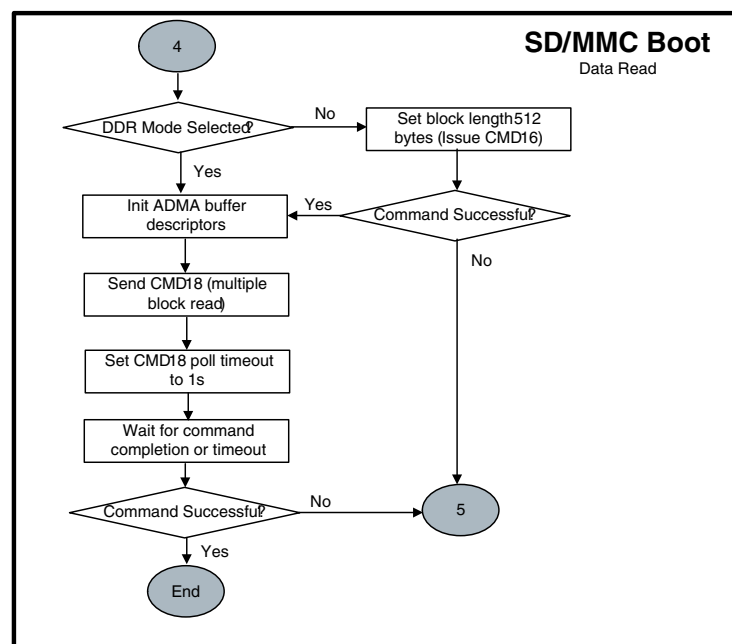 SD/MMC Boot
Data Read
4
DDR Mode Selected?
No
Set block length512
bytes (Issue CMD16)
Yes
Init ADMA buffer
descriptors
Yes
Command Successful?
No
Send CMD18 (multiple
block read)
Set CMD18 poll timeout
to 1s
Wait for command
completion or timeout
Command Successful?
No
5
Yes
End